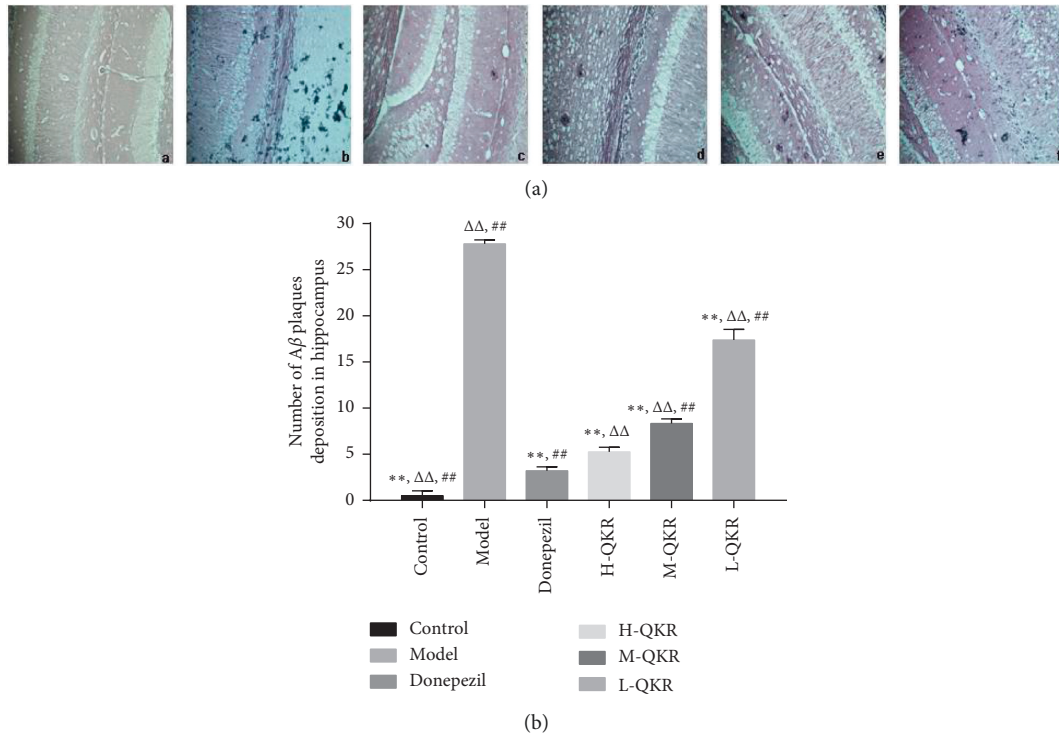 a b c d e f
(a)
Number of Aβ plaques
deposition in hippocampus
30
25
20
15
10
5
0
**, ΔΔ, ##
ΔΔ, ##
**, ##
**, ΔΔ
**, ΔΔ, ##
**, ΔΔ, ##
Control
Model
Donepezil
H-QKR
M-QKR
L-QKR
Control
Model
Donepezil
H-QKR
M-QKR
L-QKR
(b)